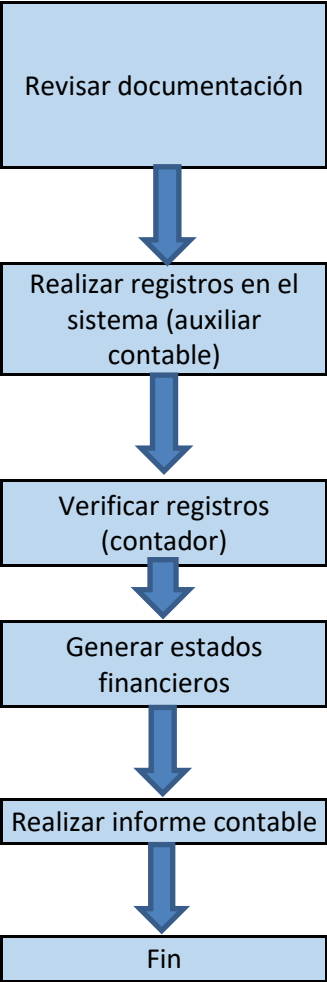 Revisar documentación
Realizar registros en el
sistema (auxiliar
contable)
Verificar registros
(contador)
Generar estados
financieros
Realizar informe contable
Fin